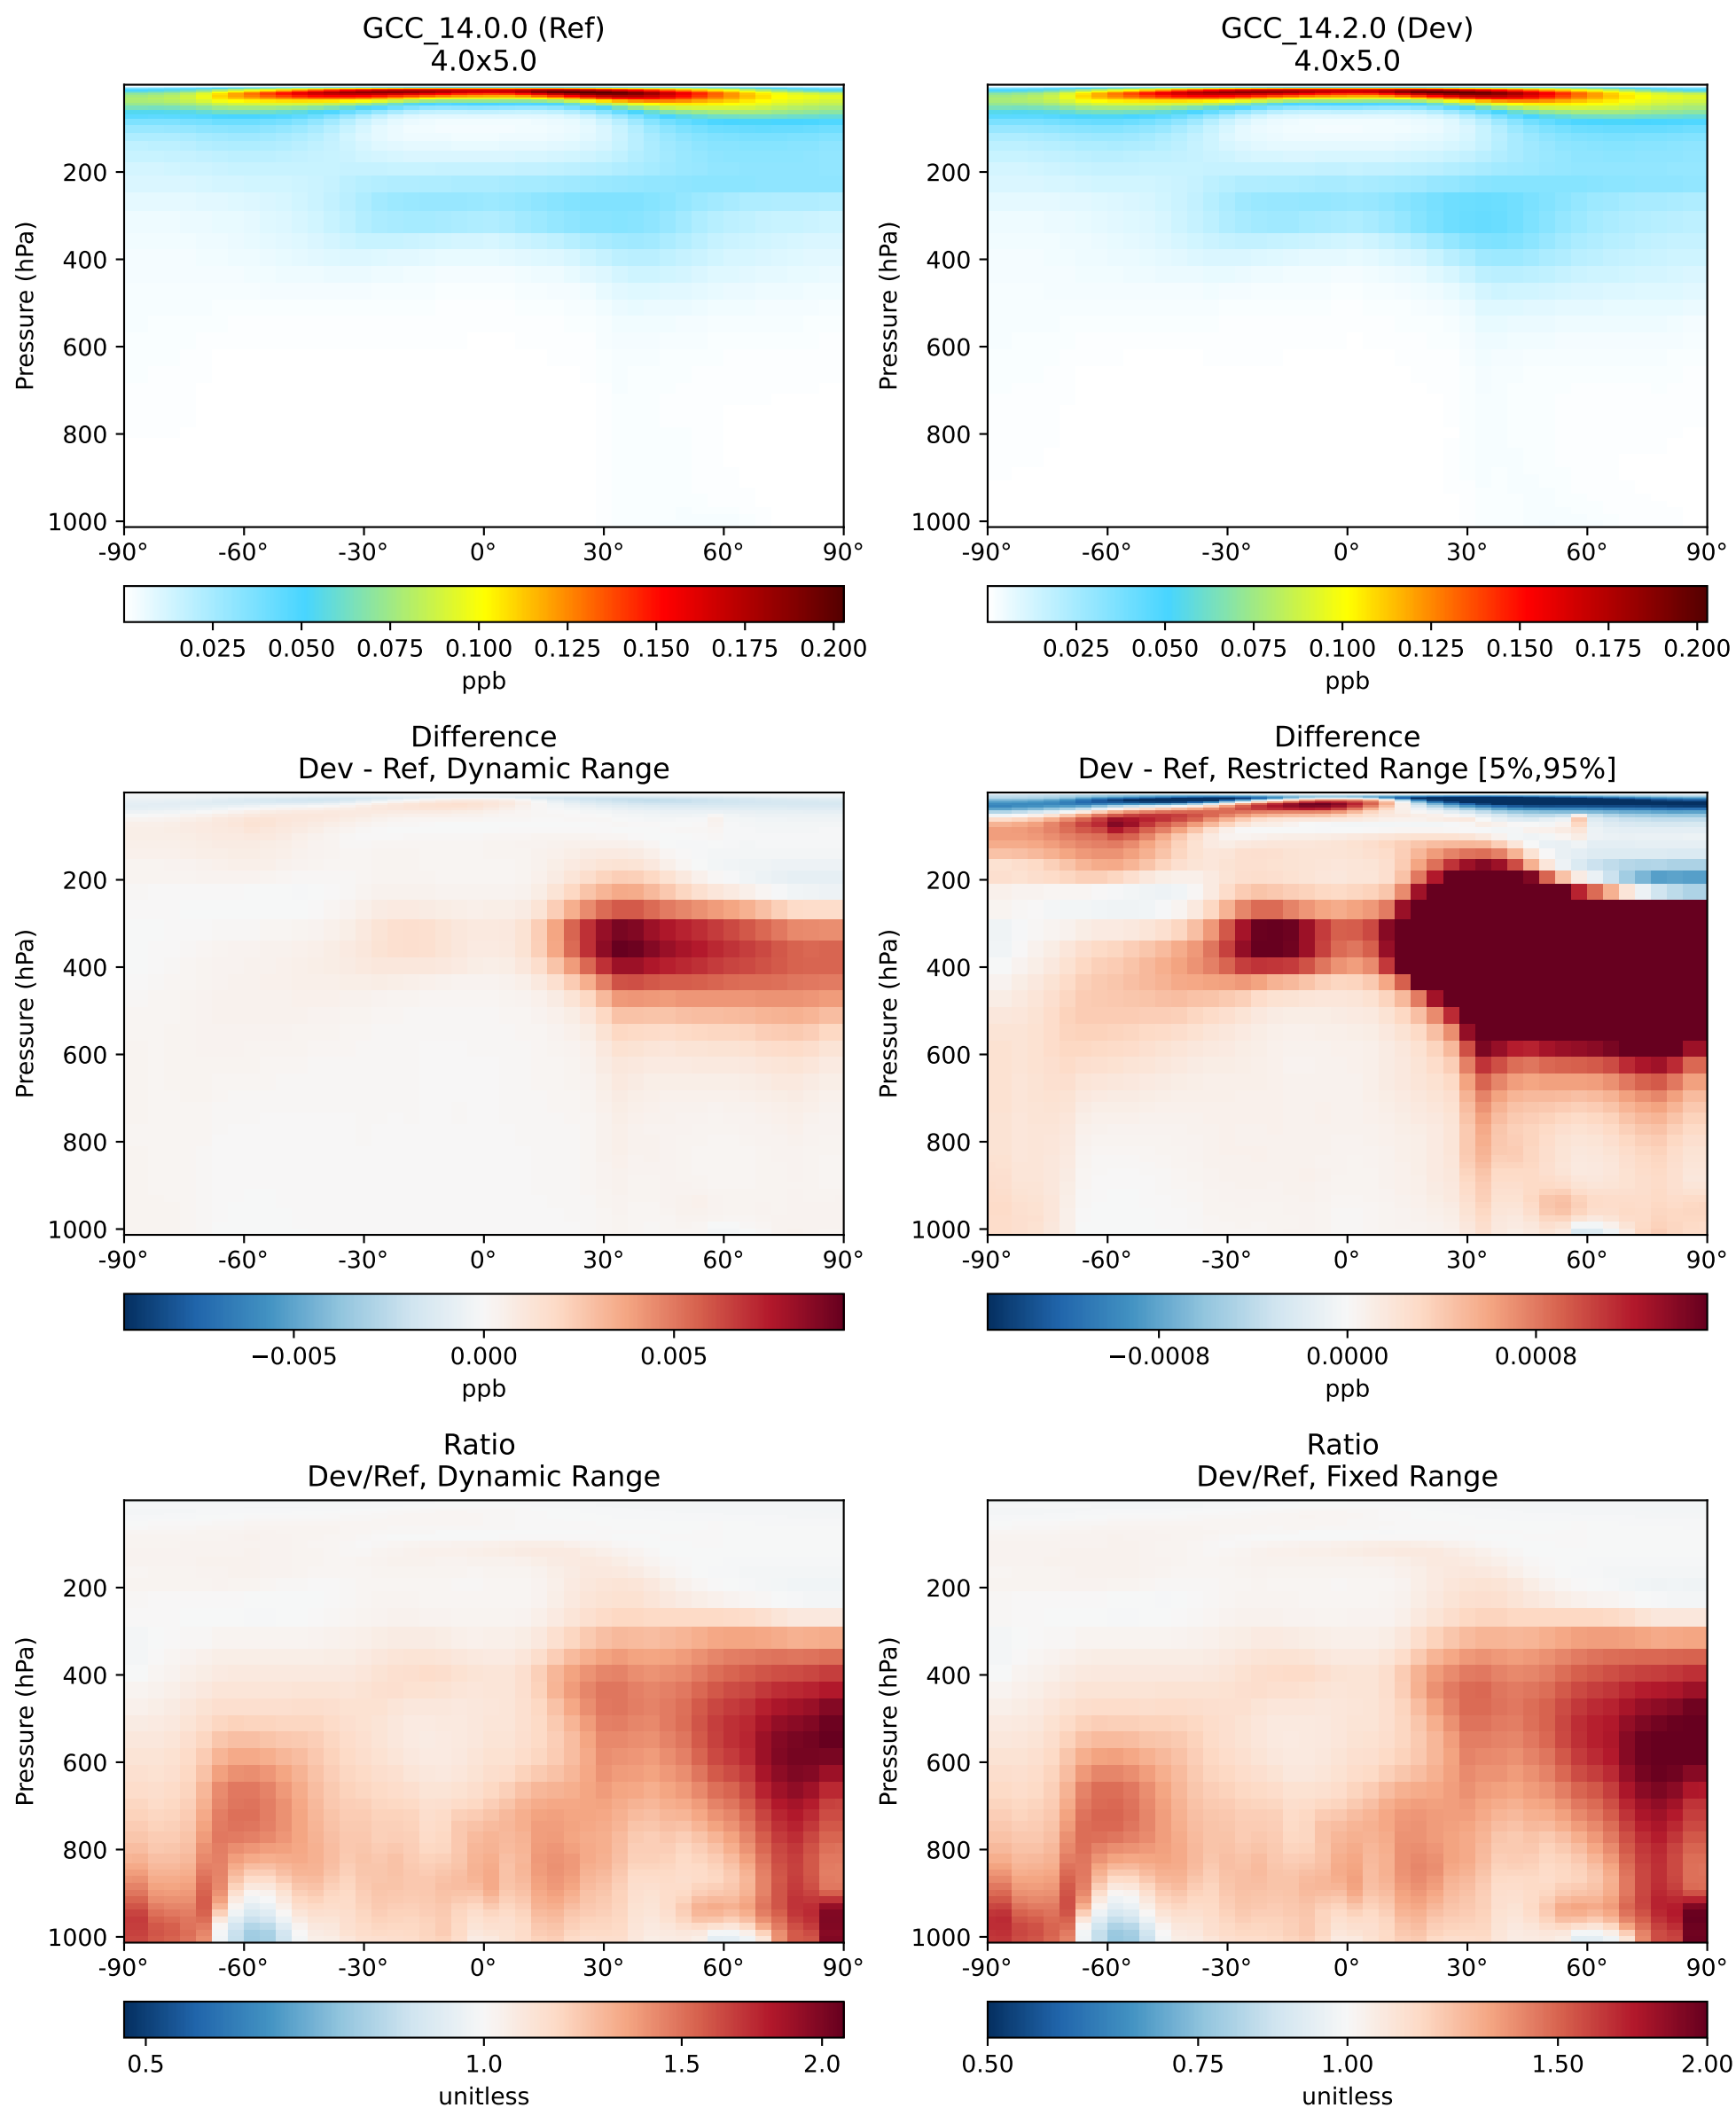 GCC_14.0.0 (Ref)
4.0x5.0
Pressure (hPa)
200
400
600
800
1000
-90° -60° -30° 0° 30° 60° 90°
0.025 0.050 0.075 0.100 0.125 0.150 0.175 0.200
ppb
GCC_14.2.0 (Dev)
4.0x5.0
Pressure (hPa)
200
400
600
800
1000
-90° -60° -30° 0° 30° 60° 90°
0.025 0.050 0.075 0.100 0.125 0.150 0.175 0.200
ppb
Difference
Dev - Ref, Dynamic Range
Pressure (hPa)
200
400
600
800
1000
-90° -60° -30° 0° 30° 60° 90°
−0.005 0.000 0.005
ppb
Difference
Dev - Ref, Restricted Range [5%,95%]
Pressure (hPa)
200
400
600
800
1000
-90° -60° -30° 0° 30° 60° 90°
−0.0008 0.0000 0.0008
ppb
Ratio
Dev/Ref, Dynamic Range
Pressure (hPa)
200
400
600
800
1000
-90° -60° -30° 0° 30° 60° 90°
0.5 1.0 1.5 2.0
unitless
Ratio
Dev/Ref, Fixed Range
Pressure (hPa)
200
400
600
800
1000
-90° -60° -30° 0° 30° 60° 90°
0.50 0.75 1.00 1.50 2.00
unitless